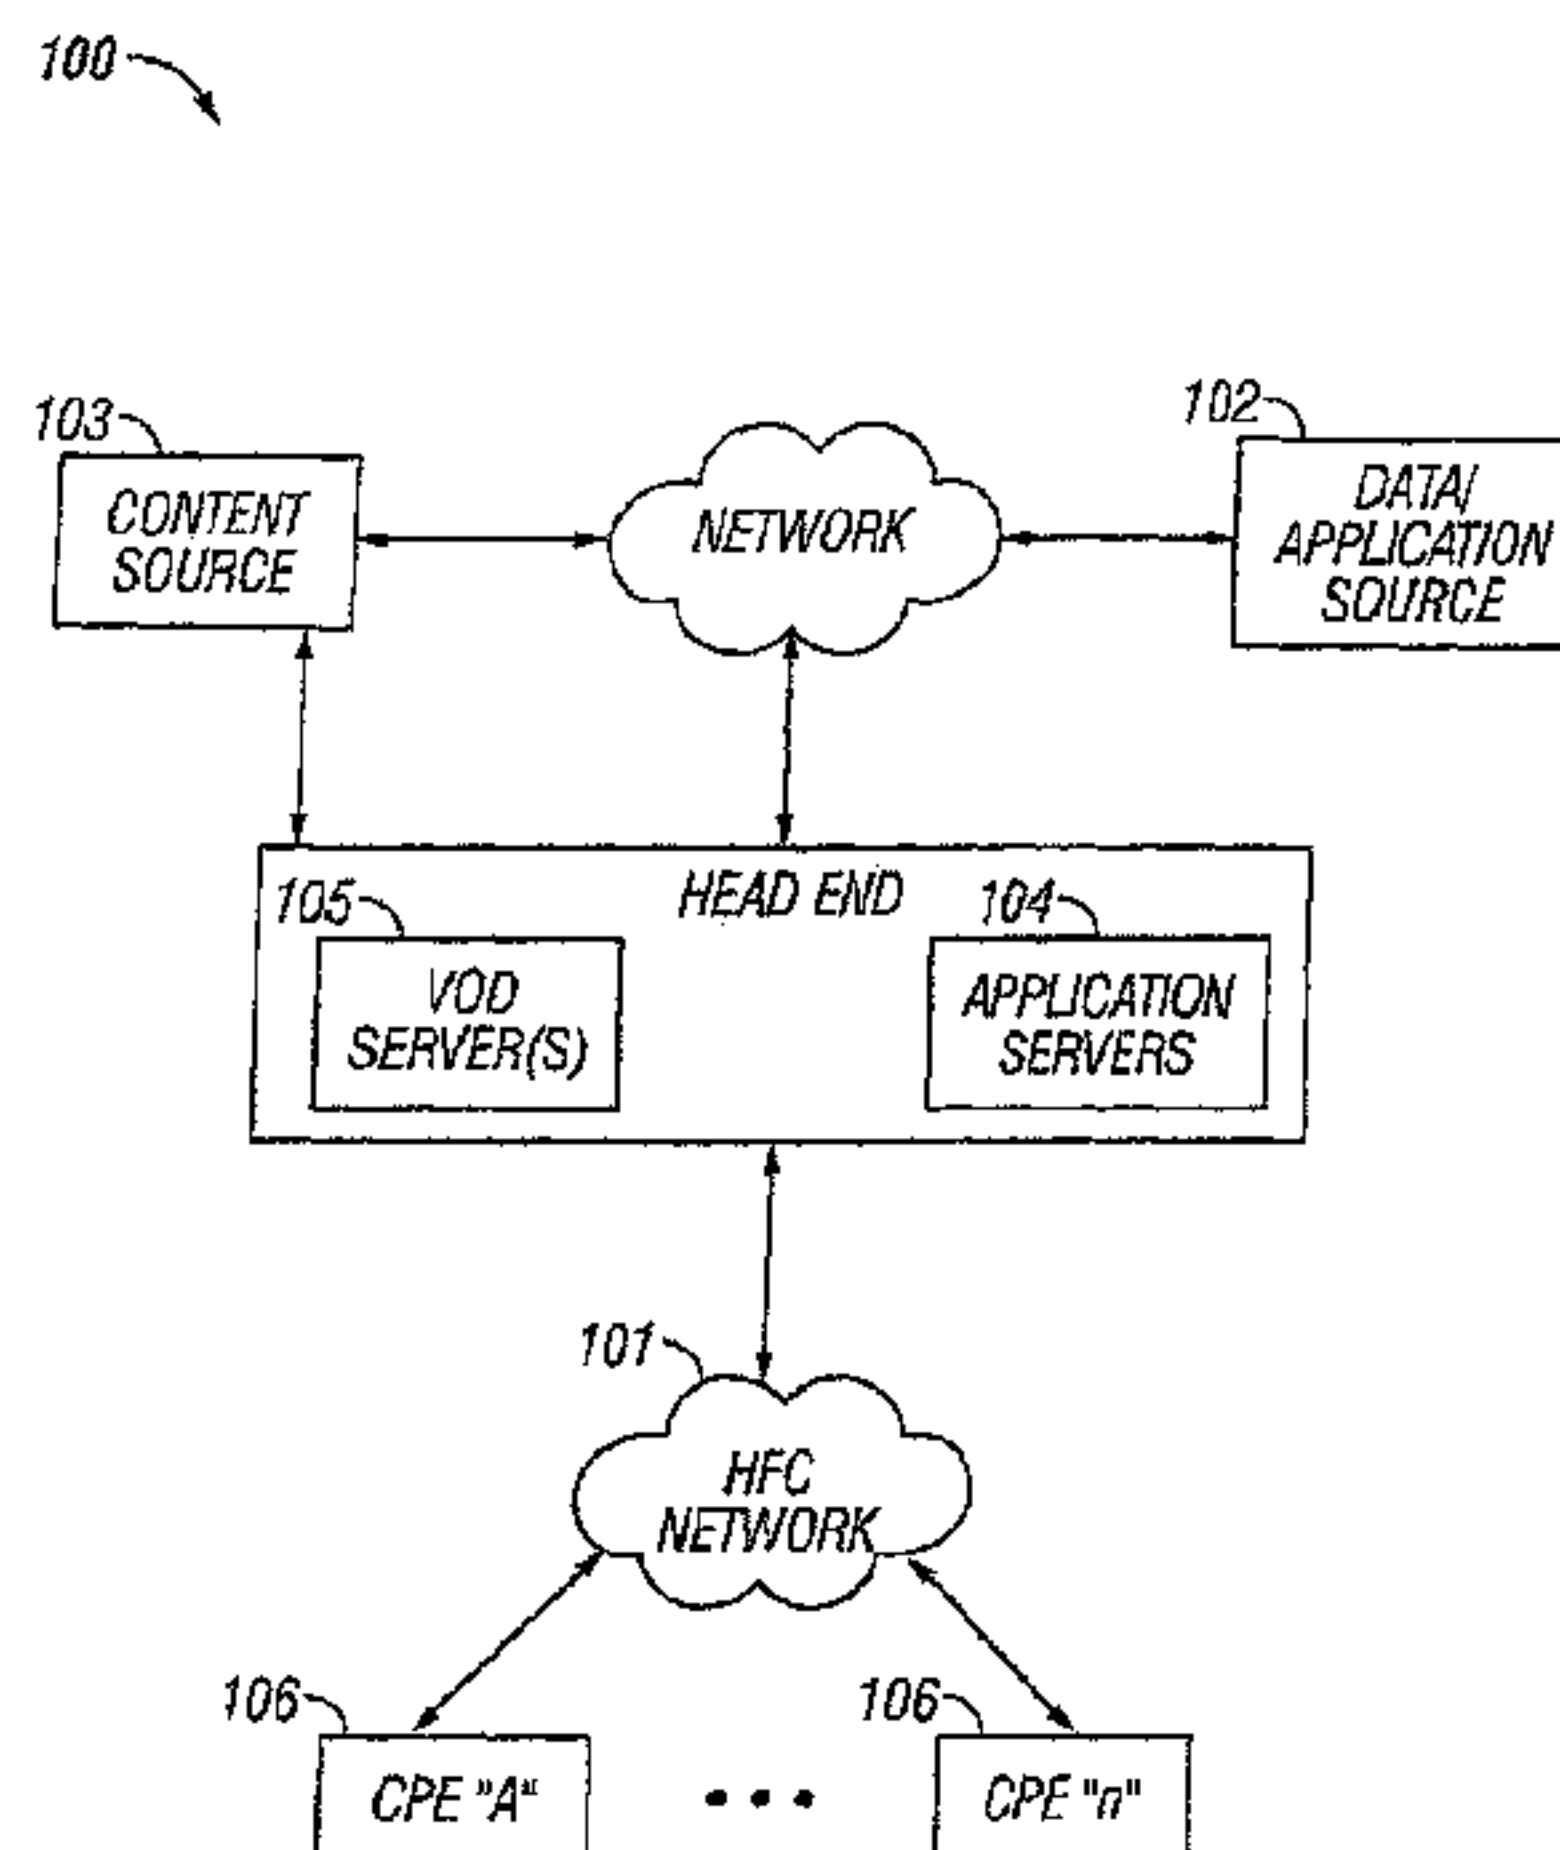 100
103
CONTENT
SOURCE
NETWORK
102
DATA/
APPLICATION
SOURCE
HEAD END
105
VOD
SERVER(S)
104
APPLICATION
SERVERS
101
HFC
NETWORK
106
CPE "A"
106
CPE "n"